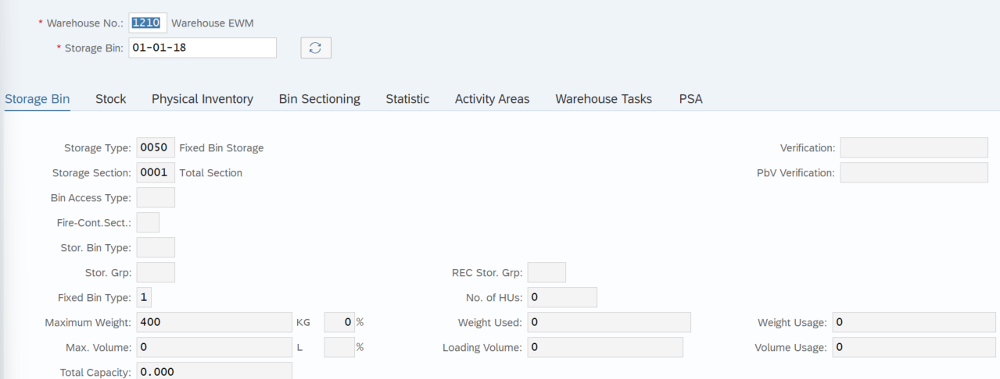 * Warehouse No.: 1210 Warehouse EWM
* Storage Bin: 01-01-18
Storage Bin Stock Physical Inventory Bin Sectioning Statistic Activity Areas Warehouse Tasks PSA
Storage Type: 0050 Fixed Bin Storage Verification:
Storage Section: 0001 Total Section PbV Verification:
Bin Access Type:
Fire-Cont.Sect.:
Stor. Bin Type:
Stor. Grp: REC Stor. Grp:
Fixed Bin Type: 1 No. of HUs: 0
Maximum Weight: 400 KG 0 % Weight Used: 0 Weight Usage: 0
Max. Volume: 0 L % Loading Volume: 0 Volume Usage: 0
Total Capacity: 0.000